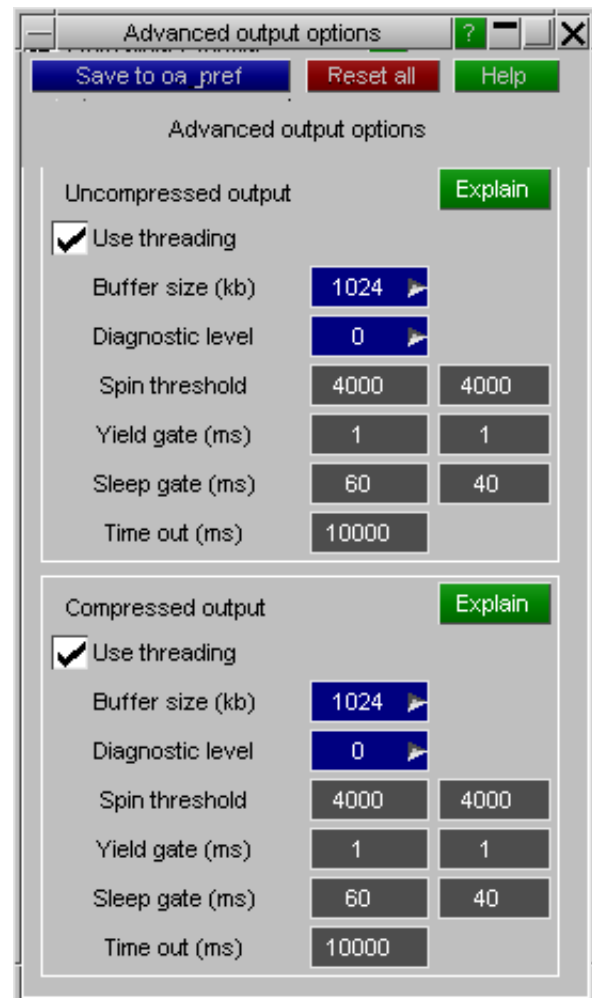 Advanced output options ?
Save to oa_pref Reset all Help
Advanced output options
Uncompressed output Explain
Use threading
Buffer size (kb) 1024
Diagnostic level 0
Spin threshold 4000 4000
Yield gate (ms) 1 1
Sleep gate (ms) 60 40
Time out (ms) 10000
Compressed output Explain
Use threading
Buffer size (kb) 1024
Diagnostic level 0
Spin threshold 4000 4000
Yield gate (ms) 1 1
Sleep gate (ms) 60 40
Time out (ms) 10000